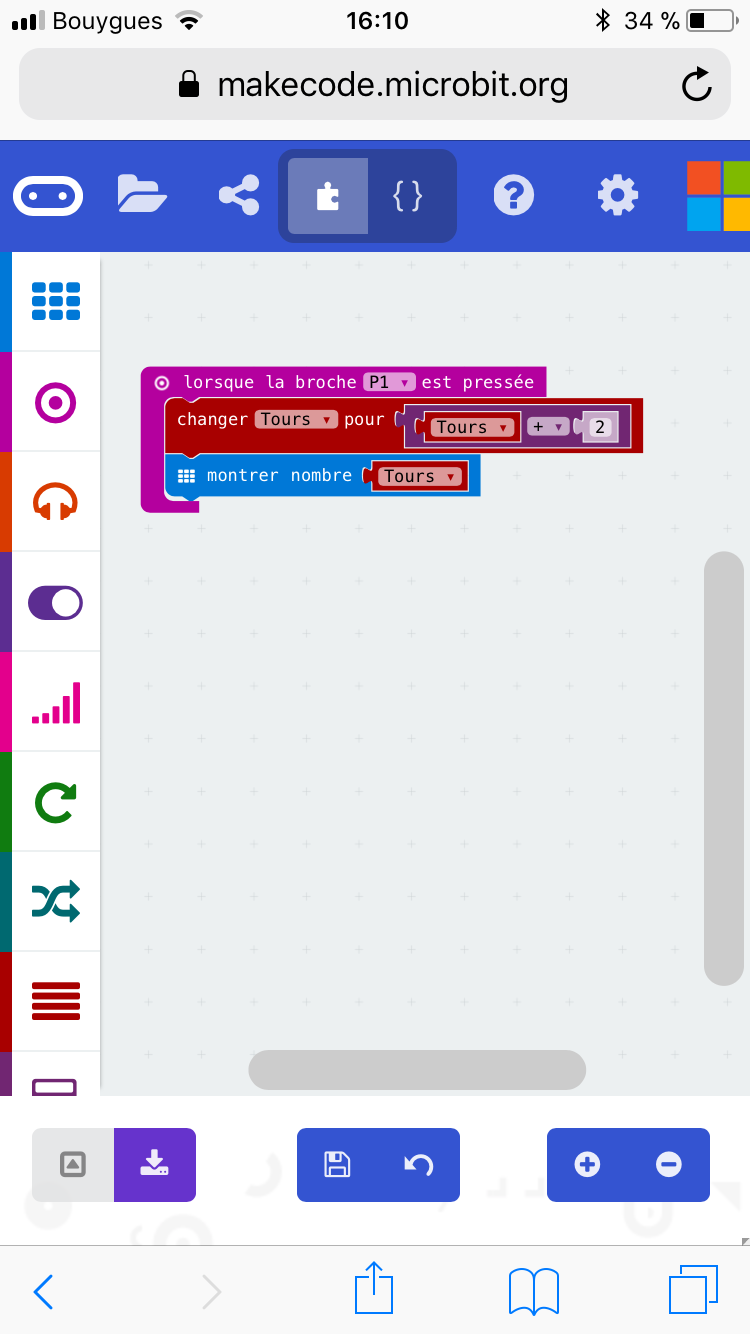 Bouygues 16:10 34 %
makecode.microbit.org
{ }
lorsque la broche P1 est pressée
changer Tours pour Tours + 2
montrer nombre Tours